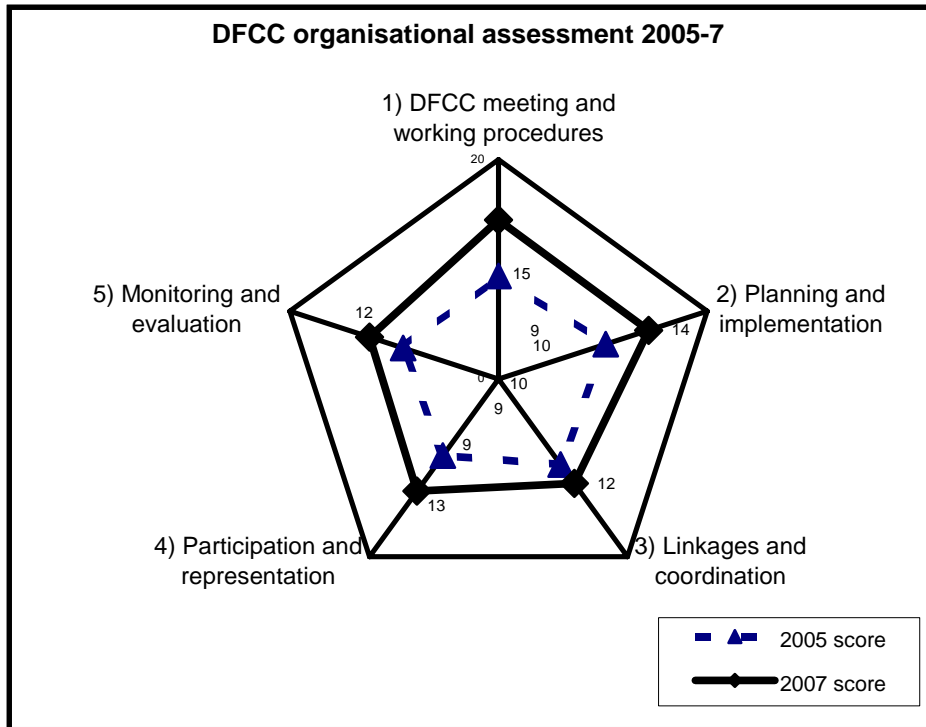 DFCC organisational assessment 2005-7
1) DFCC meeting and
working procedures
20
15
5) Monitoring and
evaluation
12
2) Planning and
implementation
14
9
10
0
10
9
9
12
13
4) Participation and
representation
3) Linkages and
coordination
2005 score
2007 score